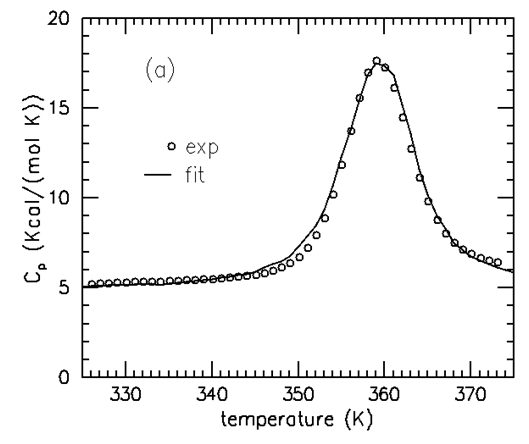 20
(a)
15
exp
fit
10
5
0
C_p (Kcal/(mol K))
330 340 350 360 370
temperature (K)